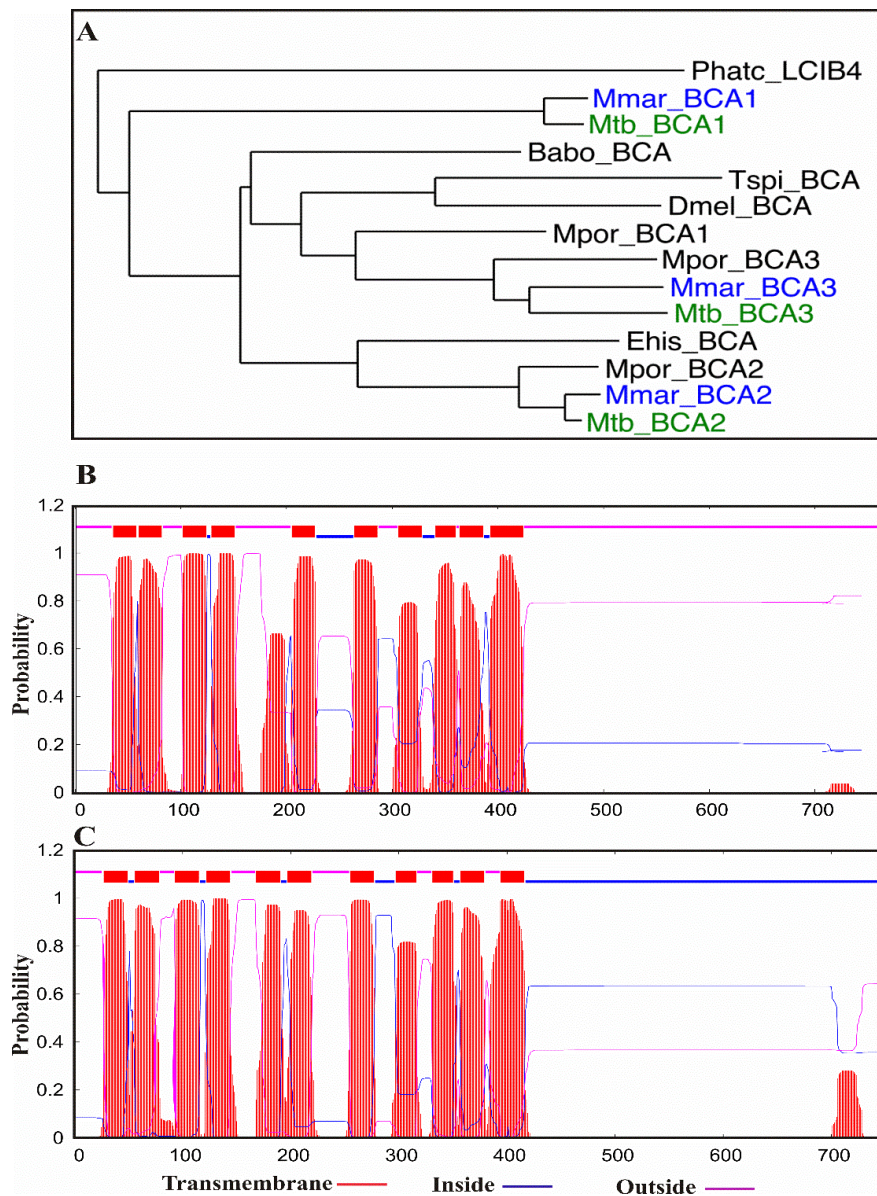 A
Phatc_LCIB4
Mmar_BCA1
Mtb_BCA1
Babo_BCA
Tspi_BCA
Dmel_BCA
Mpor_BCA1
Mpor_BCA3
Mmar_BCA3
Mtb_BCA3
Ehis_BCA
Mpor_BCA2
Mmar_BCA2
Mtb_BCA2
B
1.2
1
0.8
0.6
0.4
0.2
0
Probability
0 100 200 300 400 500 600 700
C
1.2
1
0.8
0.6
0.4
0.2
0
Probability
0 100 200 300 400 500 600 700
Transmembrane Inside Outside